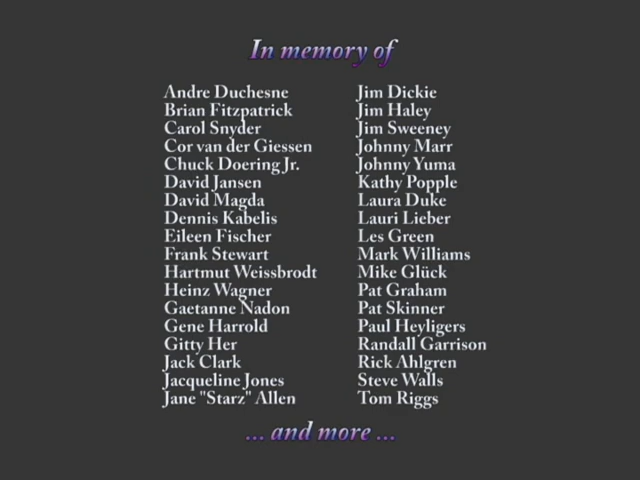 In memory of
Andre Duchesne
Brian Fitzpatrick
Carol Snyder
Cor van der Giessen
Chuck Doering Jr.
David Jansen
David Magda
Dennis Kabelis
Eileen Fischer
Frank Stewart
Hartmut Weissbrodt
Heinz Wagner
Gaetanne Nadon
Gene Harrold
Gitty Her
Jack Clark
Jacqueline Jones
Jane "Starz" Allen
Jim Dickie
Jim Haley
Jim Sweeney
Johnny Marr
Johnny Yuma
Kathy Popple
Laura Duke
Lauri Lieber
Les Green
Mark Williams
Mike Glück
Pat Graham
Pat Skinner
Paul Heyligers
Randall Garrison
Rick Ahlgren
Steve Walls
Tom Riggs
... and more ...